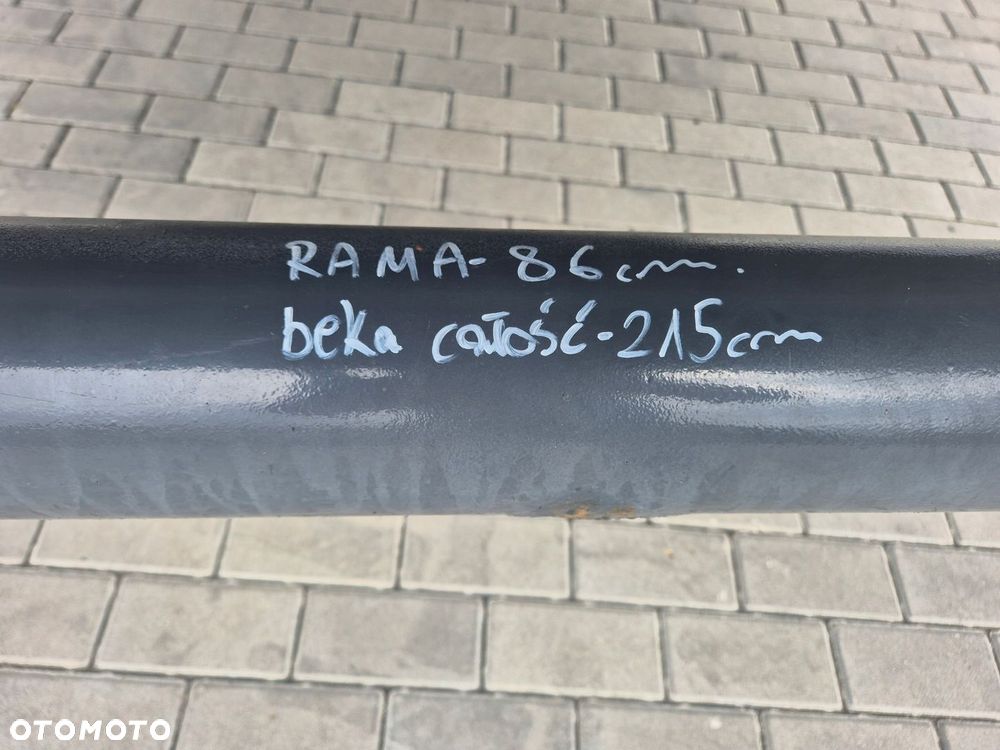 RAMA- 86cm.
beka całość-215cm
OTOMOTO